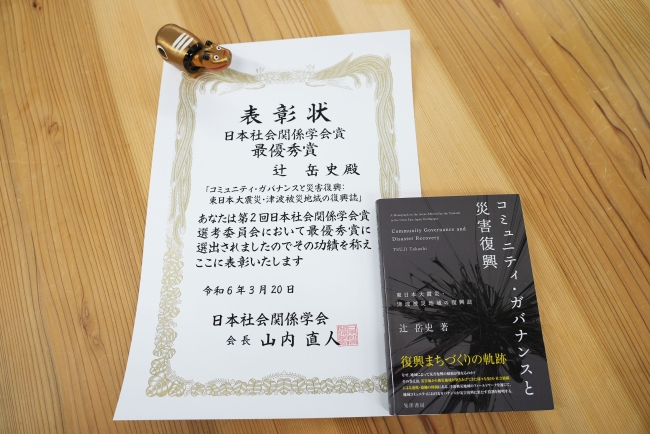 表彰状
日本社会関係学会賞
最優秀賞
辻 岳史殿
「コミュニティ・ガバナンスと災害復興:
東日本大震災・津波被災地域の復興誌」
あなたは第2回日本社会関係学会賞
選考委員会において最優秀賞に
選出されましたのでその功績を称え
ここに表彰いたします
令和6年3月20日
日本社会関係学会
会長 山内 直人
コミュニティ・ガバナンスと
災害復興
Community Governance and
Disaster Recovery
TSUJI Takashi
東日本大震災・
津波被災地域の復興誌
辻 岳史 著
復興まちづくりの軌跡
晃洋書房